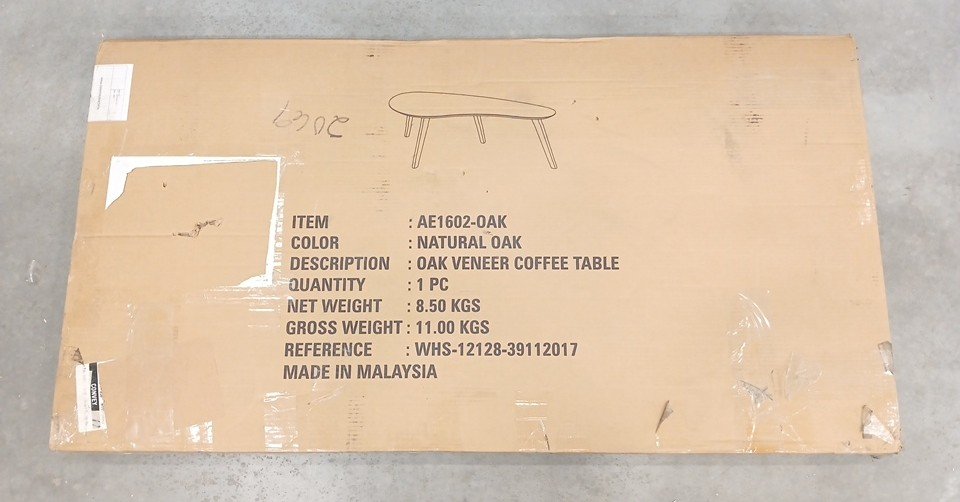 2069
ITEM : AE1602-OAK
COLOR : NATURAL OAK
DESCRIPTION : OAK VENEER COFFEE TABLE
QUANTITY : 1 PC
NET WEIGHT : 8.50 KGS
GROSS WEIGHT : 11.00 KGS
REFERENCE : WHS-12128-39112017
MADE IN MALAYSIA